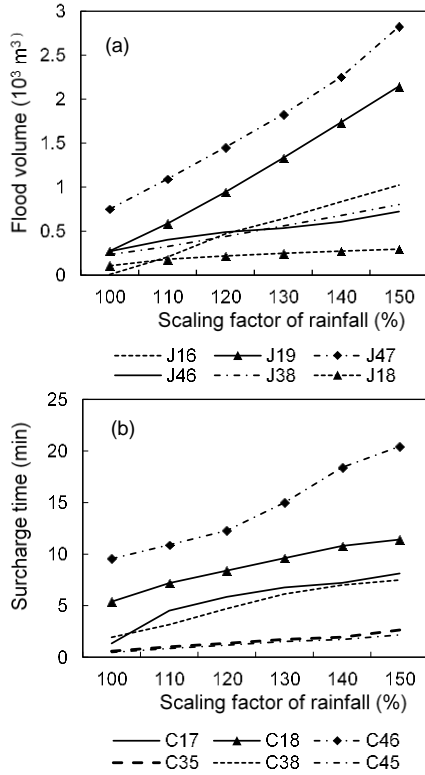 (a)
Flood volume (10³ m³)
3
2.5
2
1.5
1
0.5
0
100 110 120 130 140 150
Scaling factor of rainfall (%)
J16 J19 J47
J46 J38 J18
(b)
Surcharge time (min)
25
20
15
10
5
0
100 110 120 130 140 150
Scaling factor of rainfall (%)
C17 C18 C46
C35 C38 C45